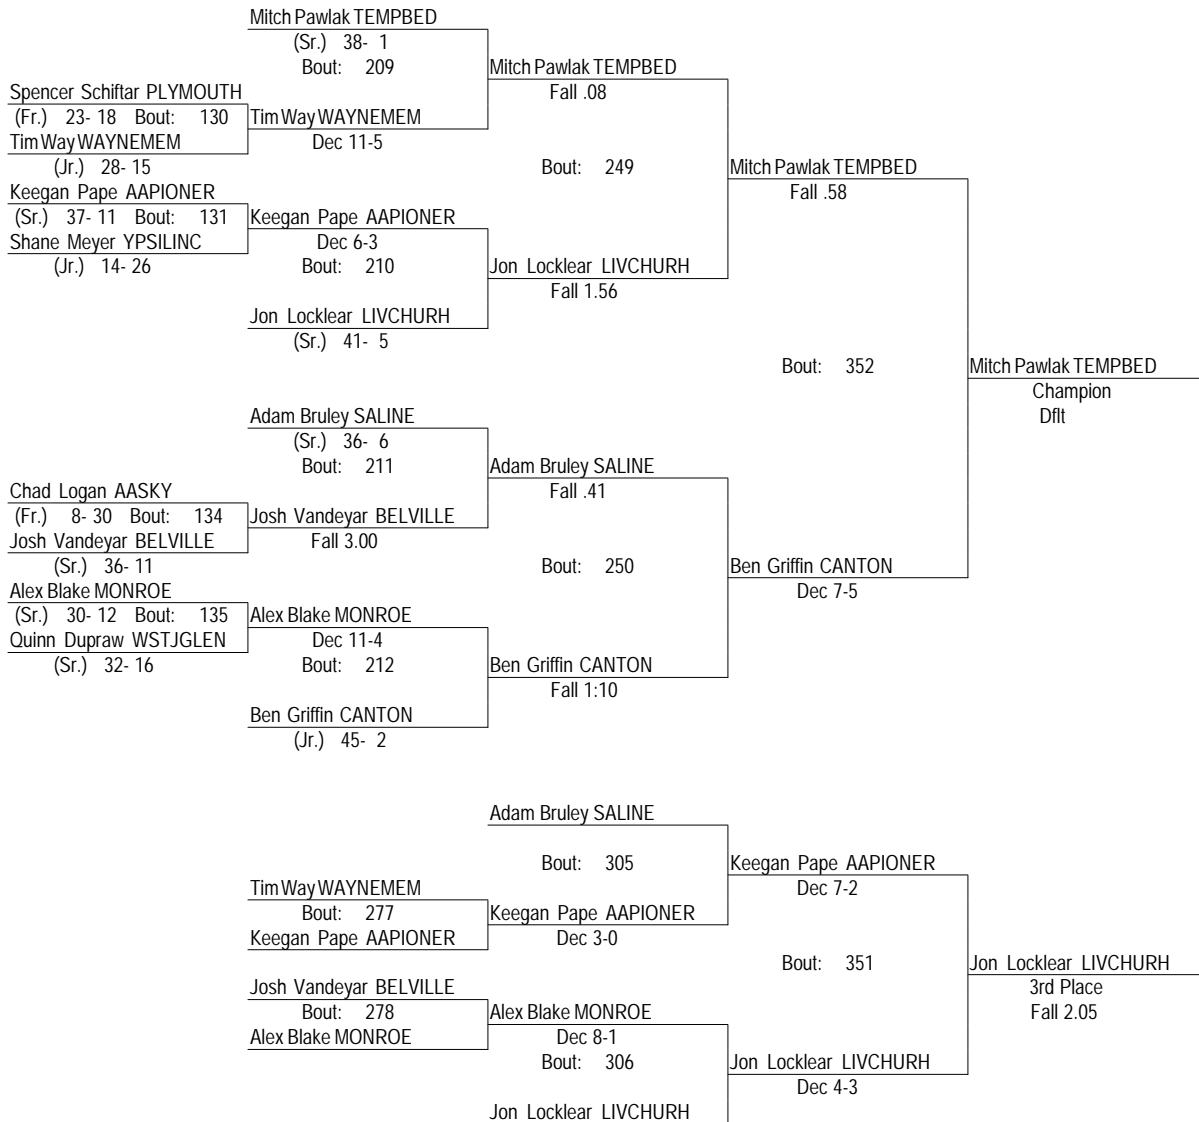 Mitch Pawlak TEMPBED
(Sr.) 38- 1
Bout: 209
Mitch Pawlak TEMPBED
Fall .08
Spencer Schiftar PLYMOUTH
(Fr.) 23- 18 Bout: 130
Tim Way WAYNEMEM
Dec 11-5
Tim Way WAYNEMEM
(Jr.) 28- 15
Bout: 249
Mitch Pawlak TEMPBED
Fall .58
Keegan Pape AAPIONER
(Sr.) 37- 11 Bout: 131
Keegan Pape AAPIONER
Dec 6-3
Shane Meyer YPSILINC
(Jr.) 14- 26
Bout: 210
Jon Locklear LIVCHURH
Fall 1.56
Jon Locklear LIVCHURH
(Sr.) 41- 5
Bout: 352
Mitch Pawlak TEMPBED
Champion
Dflt
Adam Bruley SALINE
(Sr.) 36- 6
Bout: 211
Adam Bruley SALINE
Fall .41
Chad Logan AASKY
(Fr.) 8- 30 Bout: 134
Josh Vandeyar BELVILLE
Fall 3.00
Josh Vandeyar BELVILLE
(Sr.) 36- 11
Bout: 250
Ben Griffin CANTON
Dec 7-5
Alex Blake MONROE
(Sr.) 30- 12 Bout: 135
Alex Blake MONROE
Dec 11-4
Quinn Dupraw WSTJGLEN
(Sr.) 32- 16
Bout: 212
Ben Griffin CANTON
Fall 1:10
Ben Griffin CANTON
(Jr.) 45- 2
Adam Bruley SALINE
Bout: 305
Keegan Pape AAPIONER
Dec 7-2
Tim Way WAYNEMEM
Bout: 277
Keegan Pape AAPIONER
Dec 3-0
Keegan Pape AAPIONER
Bout: 351
Jon Locklear LIVCHURH
3rd Place
Fall 2.05
Josh Vandeyar BELVILLE
Bout: 278
Alex Blake MONROE
Dec 8-1
Alex Blake MONROE
Bout: 306
Jon Locklear LIVCHURH
Dec 4-3
Jon Locklear LIVCHURH